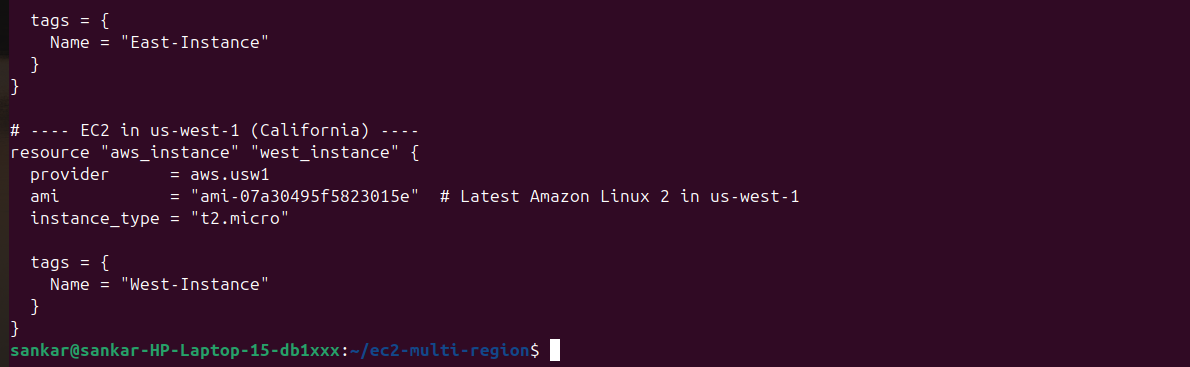 tags = {
    Name = "East-Instance"
  }
}

# ---- EC2 in us-west-1 (California) ----
resource "aws_instance" "west_instance" {
  provider      = aws.usw1
  ami           = "ami-07a30495f5823015e"  # Latest Amazon Linux 2 in us-west-1
  instance_type = "t2.micro"

  tags = {
    Name = "West-Instance"
  }
}
sankar@sankar-HP-Laptop-15-db1xxx:~/ec2-multi-region$